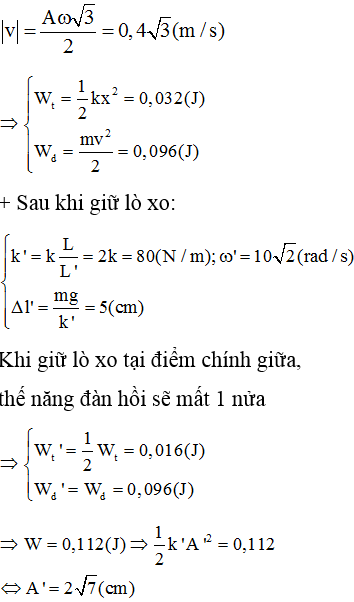 |v| = Aω√3/2 = 0,4√3(m/s)
⇒ { W_t = 1/2 kx² = 0,032(J)
W_d = mv²/2 = 0,096(J)
+ Sau khi giữ lò xo:
{ k' = k L/L' = 2k = 80(N/m); ω' = 10√2(rad/s)
Δl' = mg/k' = 5(cm)
Khi giữ lò xo tại điểm chính giữa,
thế năng đàn hồi sẽ mất 1 nửa
⇒ { W_t' = 1/2 W_t = 0,016(J)
W_d' = W_d = 0,096(J)
⇒ W = 0,112(J) ⇒ 1/2 k'A'² = 0,112
⇔ A' = 2√7(cm)